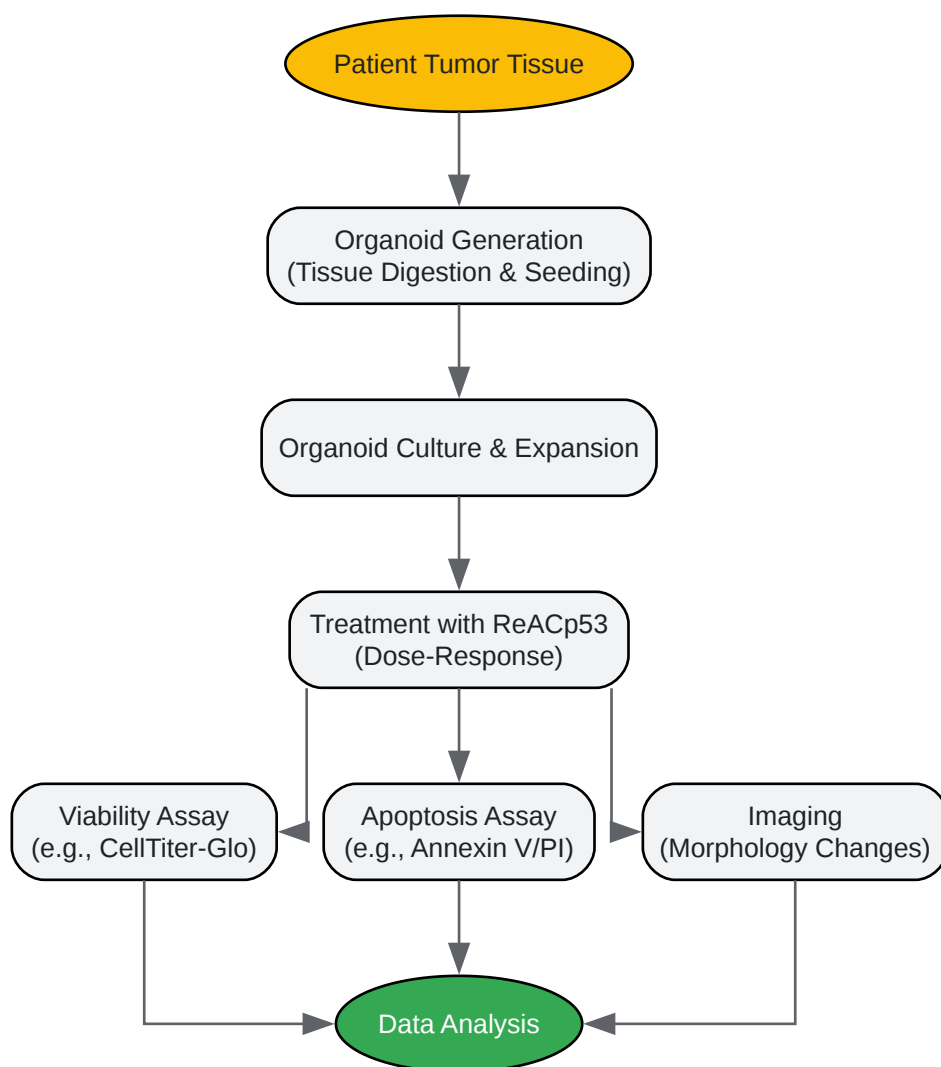 Patient Tumor Tissue
Organoid Generation
(Tissue Digestion & Seeding)
Organoid Culture & Expansion
Treatment with ReACp53
(Dose-Response)
Viability Assay
(e.g., CellTiter-Glo)
Apoptosis Assay
(e.g., Annexin V/PI)
Imaging
(Morphology Changes)
Data Analysis